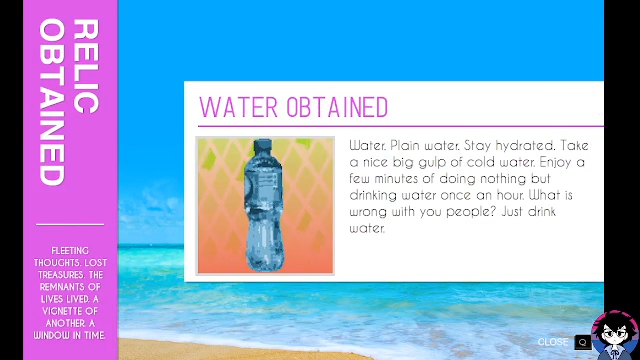 RELIC
OBTAINED
FLEETING
THOUGHTS. LOST
TREASURES. THE
REMNANTS OF
LIVES LIVED. A
VIGNETTE OF
ANOTHER. A
WINDOW IN TIME.
WATER OBTAINED
Water. Plain water. Stay hydrated. Take
a nice big gulp of cold water. Enjoy a
few minutes of doing nothing but
drinking water once an hour. What is
wrong with you people? Just drink
water.
CLOSE Q